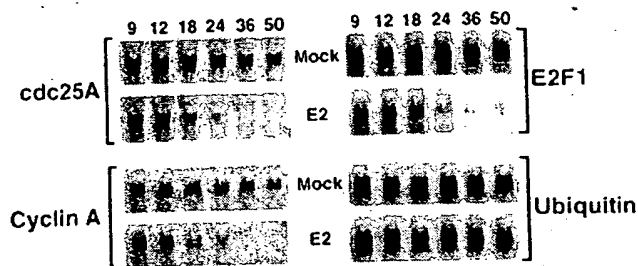 9 12 18 24 36 50
9 12 18 24 36 50
cdc25A
Mock
E2
E2F1
Cyclin A
Mock
E2
Ubiquitin